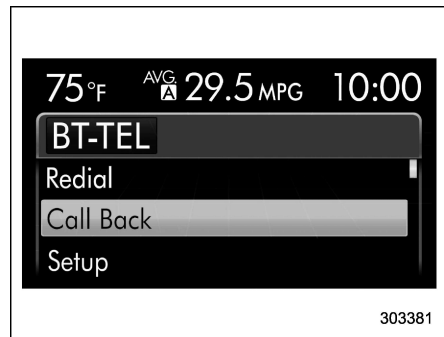 75°F AVG. A 29.5 MPG 10:00
BT-TEL
Redial
Call Back
Setup
303381